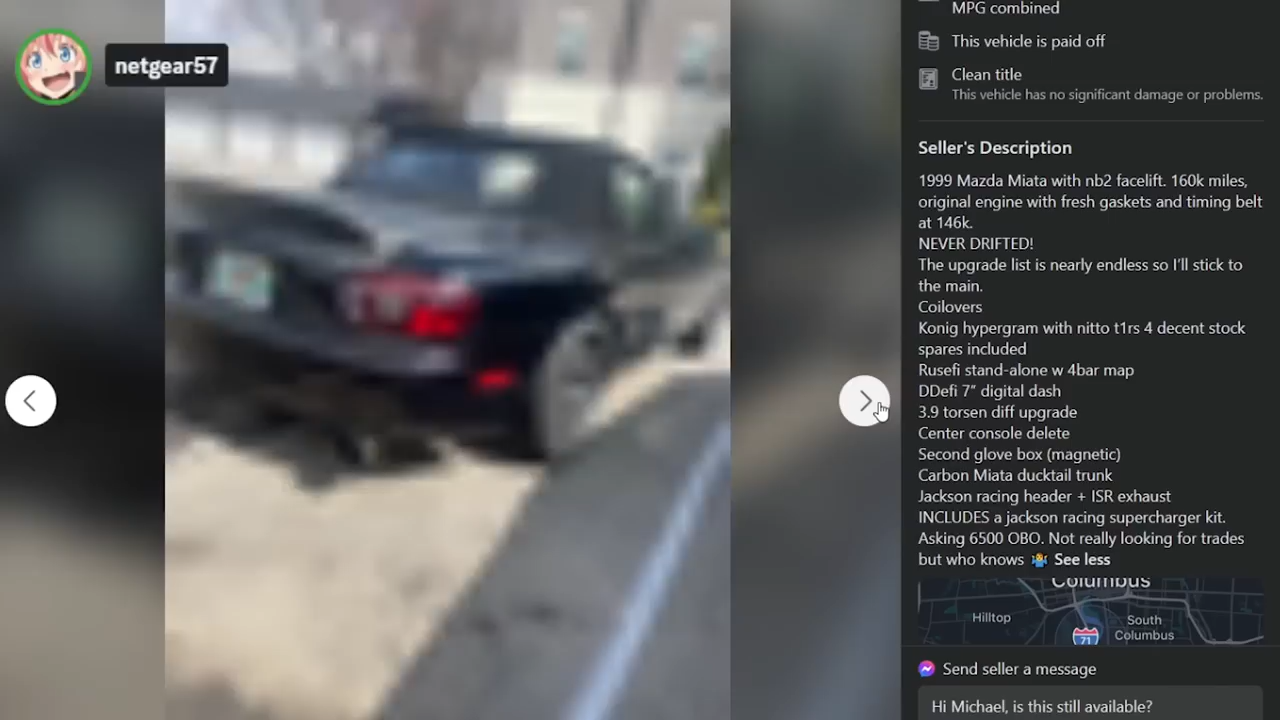 netgear57
MPG combined
This vehicle is paid off
Clean title
This vehicle has no significant damage or problems.
Seller's Description
1999 Mazda Miata with nb2 facelift. 160k miles,
original engine with fresh gaskets and timing belt
at 146k.
NEVER DRIFTED!
The upgrade list is nearly endless so I'll stick to
the main.
Coilovers
Konig hypergram with nitto t1rs 4 decent stock
spares included
Rusefi stand-alone w 4bar map
DDefi 7" digital dash
3.9 torsen diff upgrade
Center console delete
Second glove box (magnetic)
Carbon Miata ducktail trunk
Jackson racing header + ISR exhaust
INCLUDES a jackson racing supercharger kit.
Asking 6500 OBO. Not really looking for trades
but who knows 🤷‍♂️ See less
Columbus
Hilltop
South
Columbus
71
Send seller a message
Hi Michael, is this still available?